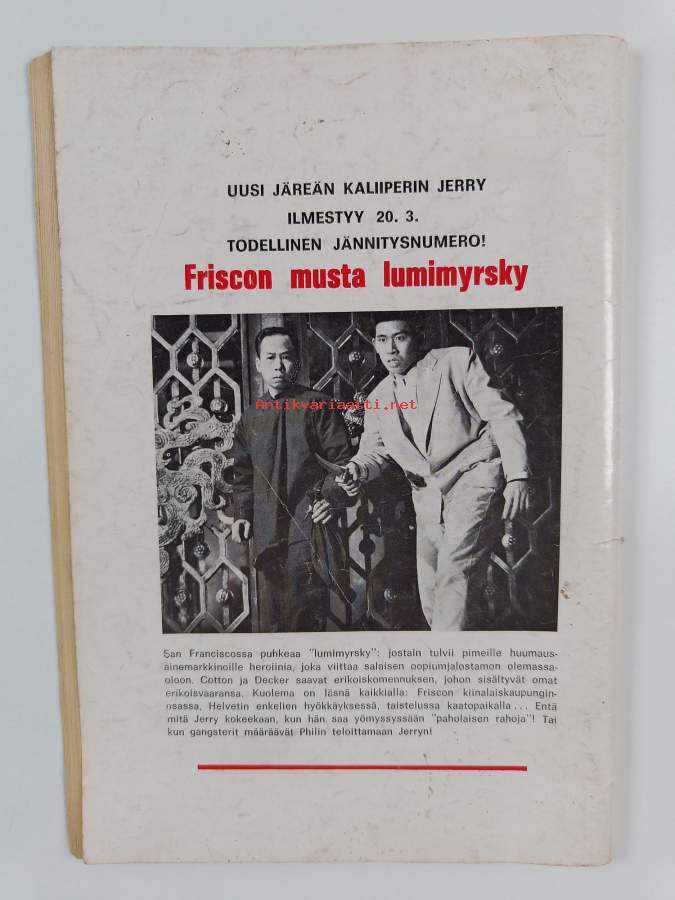 UUSI JÄREÄN KALIIPERIN JERRY
ILMESTYY 20. 3.
TODELLINEN JÄNNITYSNUMERO!
Friscon musta lumimyrsky
Antikvariaatti.net
San Franciscossa puhkeaa "lumimyrsky": jostain tulvii pimeille huumaus-
ainemarkkinoille heroiinia, joka viittaa salaisen oopiumjalostamon olemassa-
oloon. Cotton ja Decker saavat erikoiskomennuksen, johon sisältyvät omat
erikoisvaaransa. Kuolema on läsnä kaikkialla: Friscon kiinalaiskaupungin-
osassa, Helvetin enkelien hyökkäyksessä, taistelussa kaatopaikalla... Entä
mitä Jerry kokeekaan, kun hän saa yömyssyssään "paholaisen rahoja"! Tai
kun gangsterit määräävät Philin teloittamaan Jerryn!